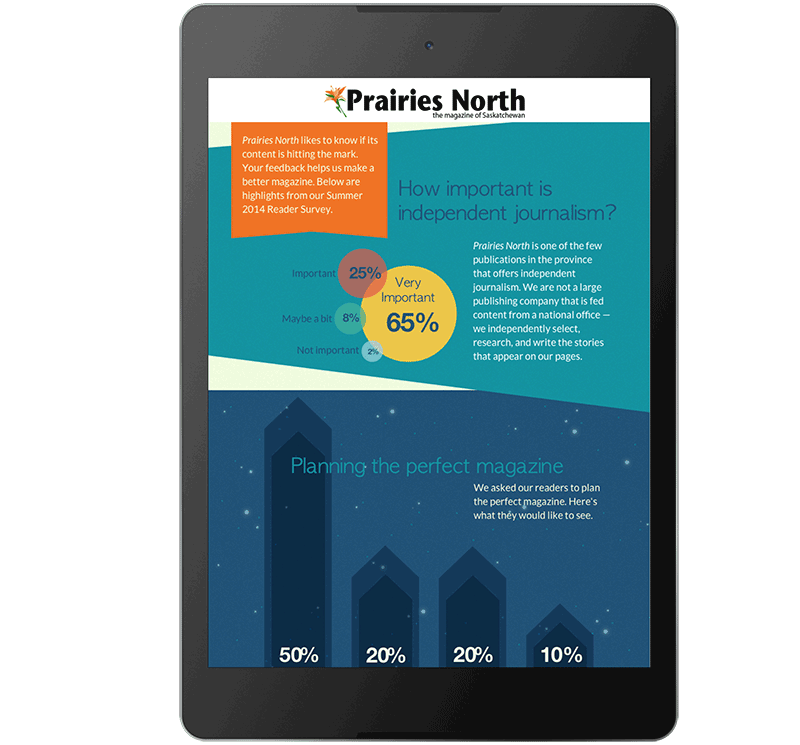 Prairies North
the magazine of Saskatchewan
Prairies North likes to know if its
content is hitting the mark.
Your feedback helps us make a
better magazine. Below are
highlights from our Summer
2014 Reader Survey.
How important is
independent journalism?
Important 25%
Very
Important
65%
Maybe a bit 8%
Not important 2%
Prairies North is one of the few
publications in the province
that offers independent
journalism. We are not a large
publishing company that is fed
content from a national office —
we independently select,
research, and write the stories
that appear on our pages.
Planning the perfect magazine
We asked our readers to plan
the perfect magazine. Here's
what they would like to see.
50% 20% 20% 10%